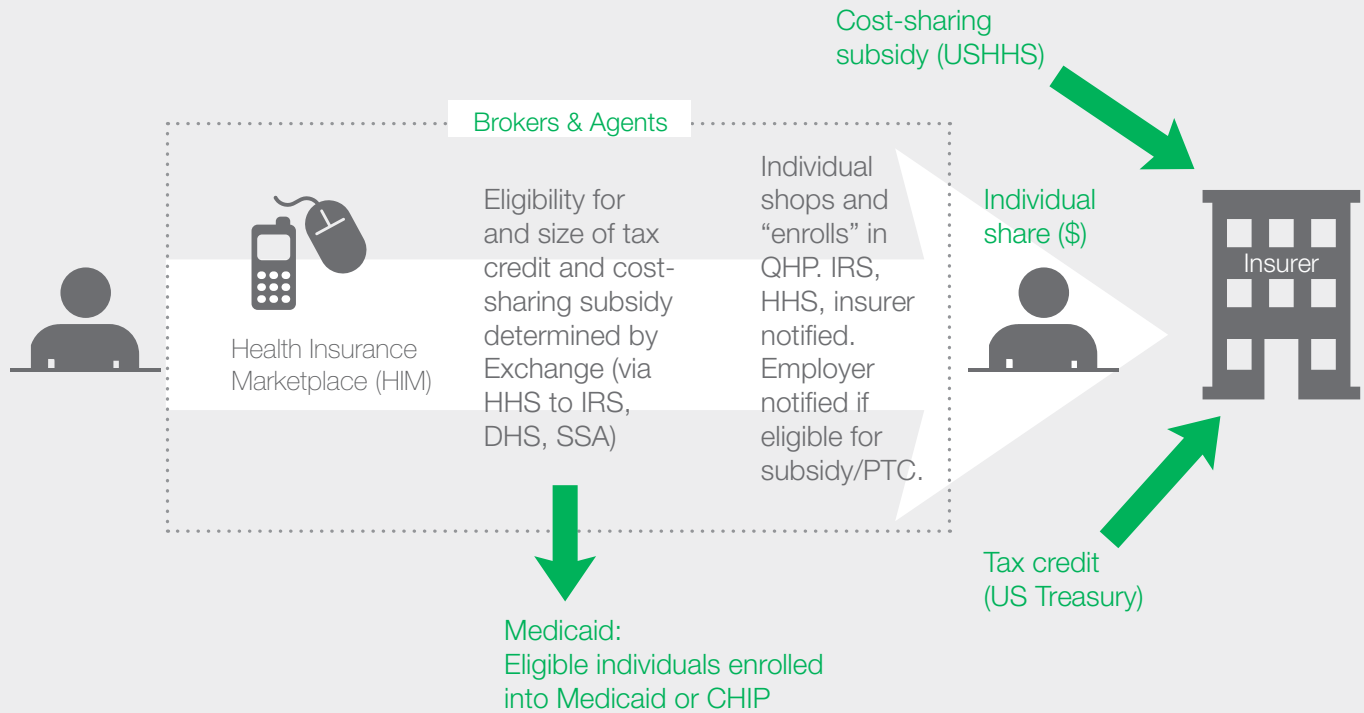 Cost-sharing
subsidy (USHHS)
Brokers & Agents
Health Insurance
Marketplace (HIM)
Eligibility for
and size of tax
credit and cost-
sharing subsidy
determined by
Exchange (via
HHS to IRS,
DHS, SSA)
Individual
shops and
“enrolls” in
QHP. IRS,
HHS, insurer
notified.
Employer
notified if
eligible for
subsidy/PTC.
Individual
share ($)
Insurer
Tax credit
(US Treasury)
Medicaid:
Eligible individuals enrolled
into Medicaid or CHIP